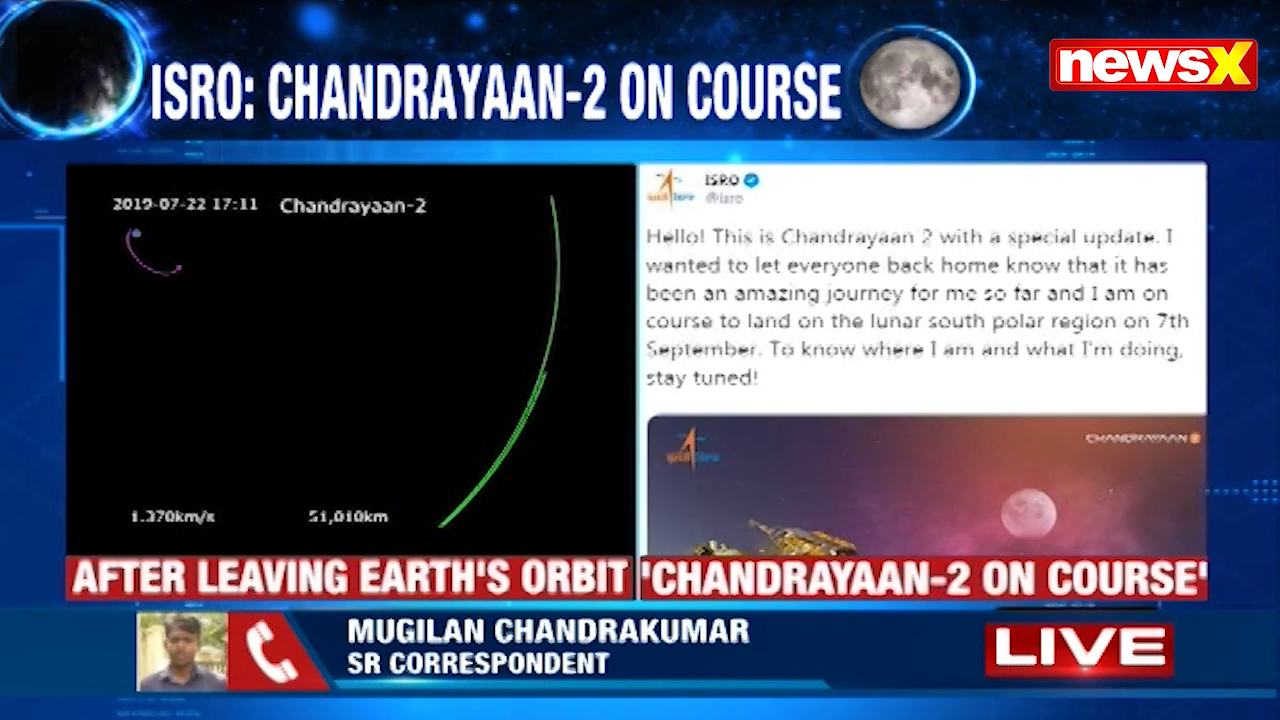 ISRO: CHANDRAYAAN-2 ON COURSE
newsX
2019-07-22 17:11 Chandrayaan-2
1.370km/s 51,010km
ISRO
@isro
Hello! This is Chandrayaan 2 with a special update. I
wanted to let everyone back home know that it has
been an amazing journey for me so far and I am on
course to land on the lunar south polar region on 7th
September. To know where I am and what I'm doing,
stay tuned!
CHANDRAYAAN 2
AFTER LEAVING EARTH'S ORBIT
'CHANDRAYAAN-2 ON COURSE'
MUGILAN CHANDRAKUMAR
SR CORRESPONDENT
LIVE